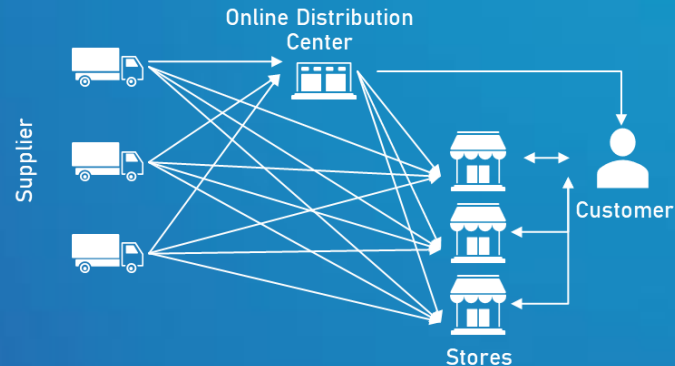 Online Distribution
Center
Supplier
Customer
Stores